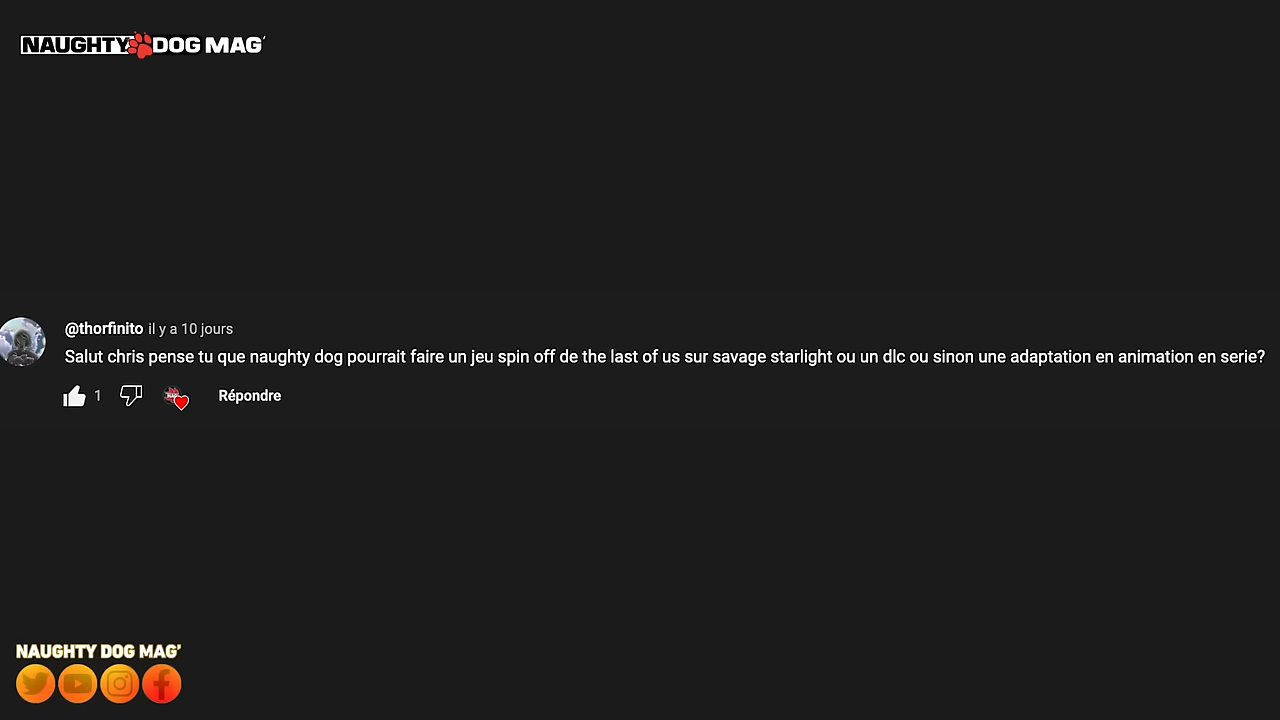 NAUGHTY DOG MAG'
@thorfinito il y a 10 jours
Salut chris pense tu que naughty dog pourrait faire un jeu spin off de the last of us sur savage starlight ou un dlc ou sinon une adaptation en animation en serie?
1 Répondre
NAUGHTY DOG MAG'